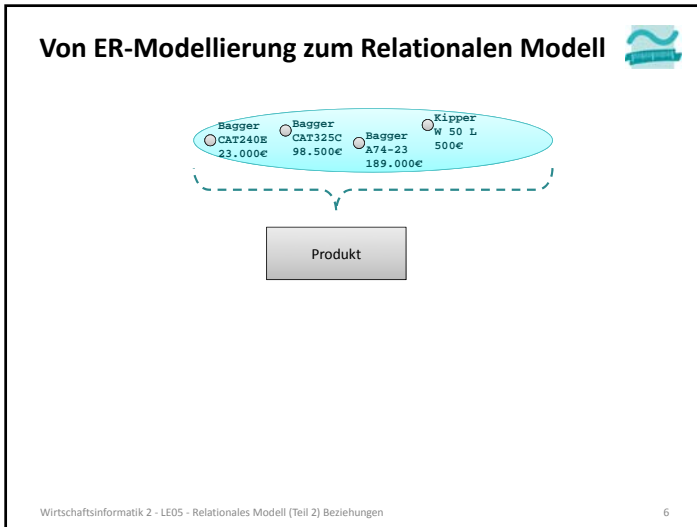 Von ER-Modellierung zum Relationalen Modell
Bagger
CAT240E
23.000€
Bagger
CAT325C
98.500€
Bagger
A74-23
189.000€
Kipper
W 50 L
500€
Produkt
Wirtschaftsinformatik 2 - LE05 - Relationales Modell (Teil 2) Beziehungen
6